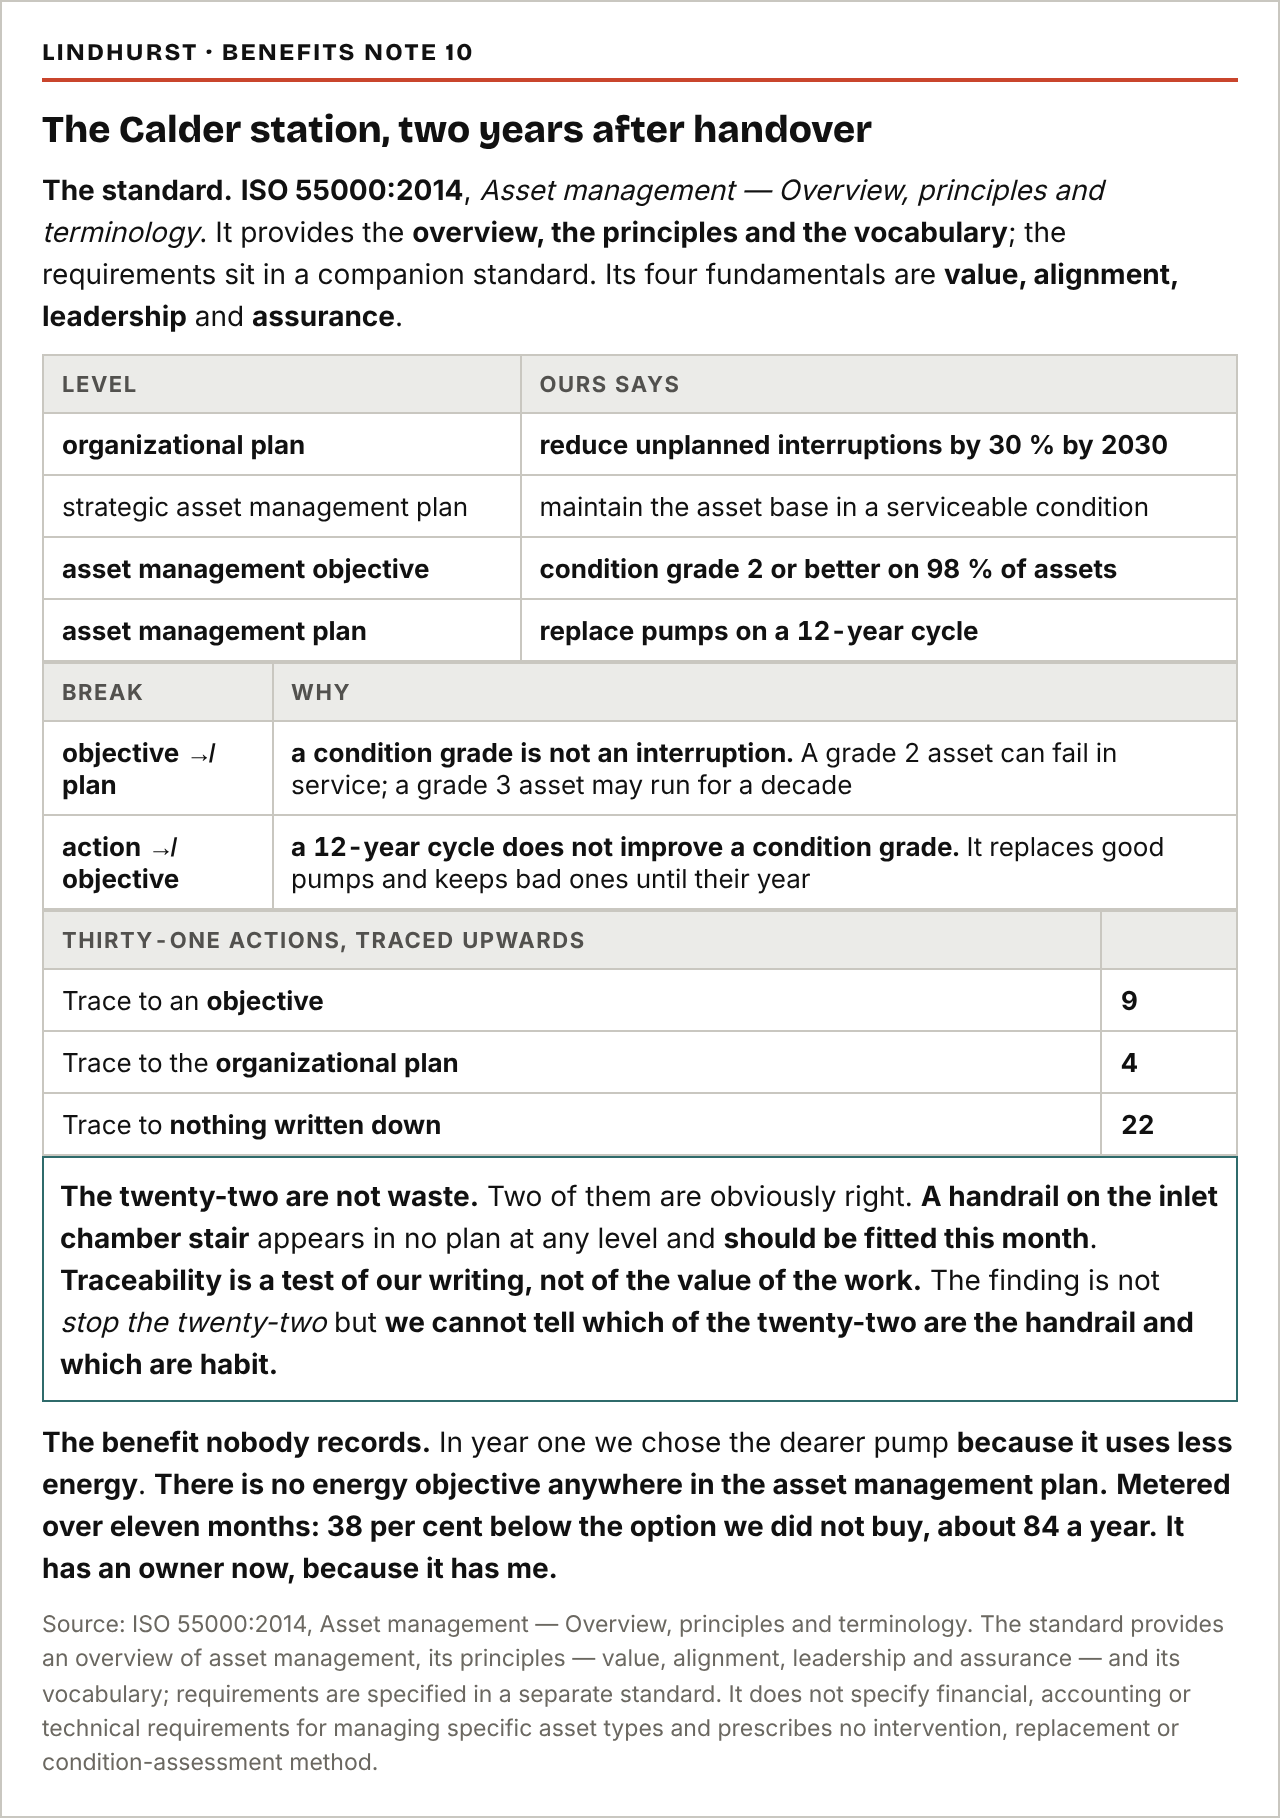 LINDHURST · BENEFITS NOTE 10
The Calder station, two years after handover
The standard. ISO 55000:2014, Asset management — Overview, principles and
terminology. It provides the overview, the principles and the vocabulary; the
requirements sit in a companion standard. Its four fundamentals are value, alignment,
leadership and assurance.
LEVEL OURS SAYS
organizational plan reduce unplanned interruptions by 30 % by 2030
strategic asset management plan maintain the asset base in a serviceable condition
asset management objective condition grade 2 or better on 98 % of assets
asset management plan replace pumps on a 12-year cycle
BREAK WHY
objective →/ a condition grade is not an interruption. A grade 2 asset can fail in
plan service; a grade 3 asset may run for a decade
action →/ a 12-year cycle does not improve a condition grade. It replaces good
objective pumps and keeps bad ones until their year
THIRTY-ONE ACTIONS, TRACED UPWARDS
Trace to an objective 9
Trace to the organizational plan 4
Trace to nothing written down 22
The twenty-two are not waste. Two of them are obviously right. A handrail on the inlet
chamber stair appears in no plan at any level and should be fitted this month.
Traceability is a test of our writing, not of the value of the work. The finding is not
stop the twenty-two but we cannot tell which of the twenty-two are the handrail and
which are habit.
The benefit nobody records. In year one we chose the dearer pump because it uses less
energy. There is no energy objective anywhere in the asset management plan. Metered
over eleven months: 38 per cent below the option we did not buy, about 84 a year. It
has an owner now, because it has me.
Source: ISO 55000:2014, Asset management — Overview, principles and terminology. The standard provides
an overview of asset management, its principles — value, alignment, leadership and assurance — and its
vocabulary; requirements are specified in a separate standard. It does not specify financial, accounting or
technical requirements for managing specific asset types and prescribes no intervention, replacement or
condition-assessment method.